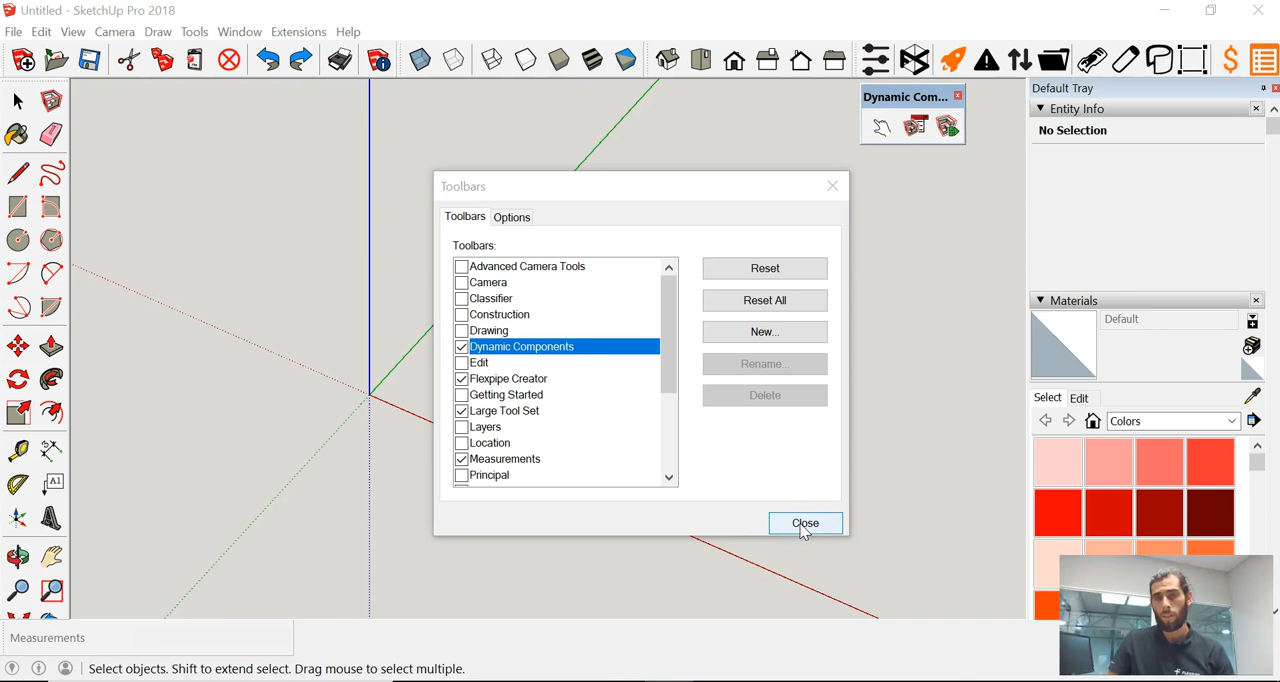 Untitled - SketchUp Pro 2018
File Edit View Camera Draw Tools Window Extensions Help
Dynamic Com...
Default Tray
Entity Info
No Selection
Toolbars
Toolbars Options
Toolbars:
Advanced Camera Tools
Camera
Classifier
Construction
Drawing
Dynamic Components
Edit
Flexpipe Creator
Getting Started
Large Tool Set
Layers
Location
Measurements
Principal
Reset
Reset All
New...
Rename...
Delete
Close
Materials
Default
Select Edit
Colors
A1
Measurements
Select objects. Shift to extend select. Drag mouse to select multiple.